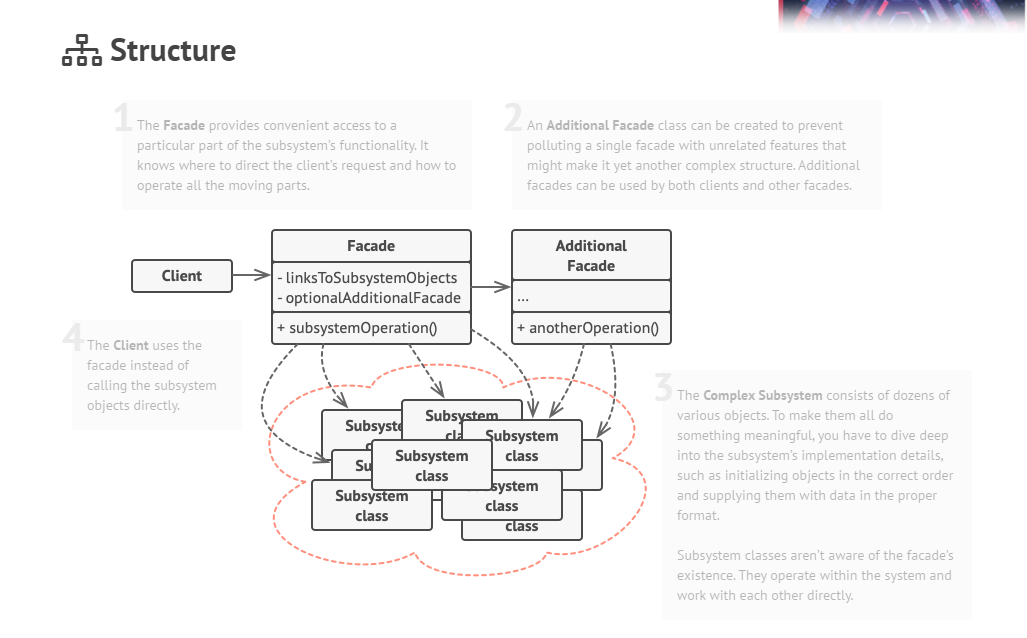 Structure
1
The Facade provides convenient access to a
particular part of the subsystem's functionality. It
knows where to direct the client's request and how to
operate all the moving parts.
2
An Additional Facade class can be created to prevent
polluting a single facade with unrelated features that
might make it yet another complex structure. Additional
facades can be used by both clients and other facades.
Client
Facade
- linksToSubsystemObjects
- optionalAdditionalFacade
+ subsystemOperation()
Additional
Facade
...
+ anotherOperation()
4
The Client uses the
facade instead of
calling the subsystem
objects directly.
Subsyste
Subsystem
cla
Subsystem
class
Subsystem
class
Su
Subsystem
class
system
class
class
3
The Complex Subsystem consists of dozens of
various objects. To make them all do
something meaningful, you have to dive deep
into the subsystem's implementation details,
such as initializing objects in the correct order
and supplying them with data in the proper
format.
Subsystem classes aren't aware of the facade's
existence. They operate within the system and
work with each other directly.